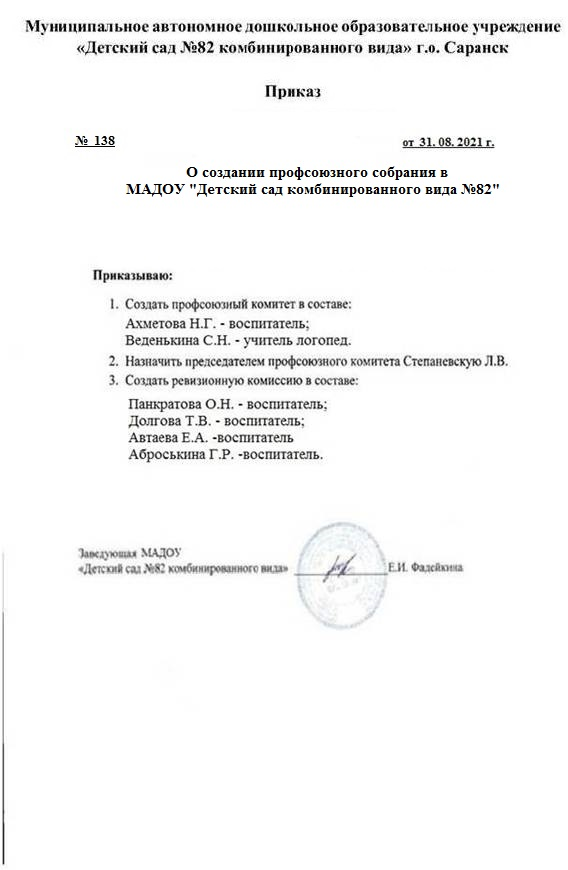 Муниципальное автономное дошкольное образовательное учреждение
«Детский сад №82 комбинированного вида» г.о. Саранск
Приказ
№ 138 от 31. 08. 2021 г.
О создании профсоюзного собрания в
МАДОУ "Детский сад комбинированного вида №82"
Приказываю:
1. Создать профсоюзный комитет в составе:
Ахметова Н.Г. - воспитатель;
Веденькина С.Н. - учитель логопед.
2. Назначить председателем профсоюзного комитета Степаневскую Л.В.
3. Создать ревизионную комиссию в составе:
Панкратова О.Н. - воспитатель;
Долгова Т.В. - воспитатель;
Автаева Е.А. -воспитатель
Аброськина Г.Р. -воспитатель.
Заведующая МАДОУ
«Детский сад №82 комбинированного вида» Е.И. Фадейкина